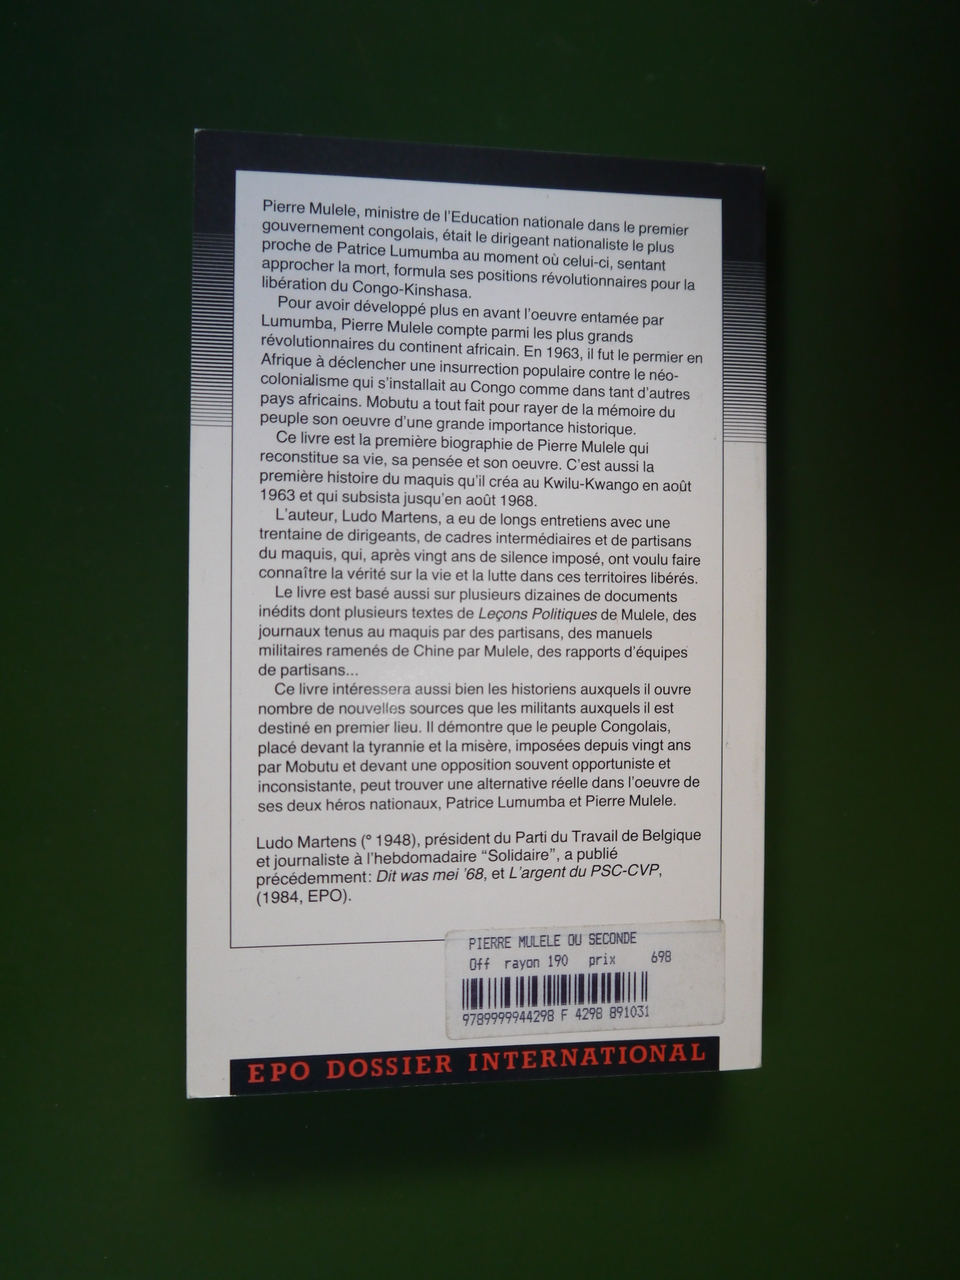 Pierre Mulele, ministre de l'Education nationale dans le premier
gouvernement congolais, était le dirigeant nationaliste le plus
proche de Patrice Lumumba au moment où celui-ci, sentant
approcher la mort, formula ses positions révolutionnaires pour la
libération du Congo-Kinshasa.
Pour avoir développé plus en avant l'oeuvre entamée par
Lumumba, Pierre Mulele compte parmi les plus grands
révolutionnaires du continent africain. En 1963, il fut le permier en
Afrique à déclencher une insurrection populaire contre le néo-
colonialisme qui s'installait au Congo comme dans tant d'autres
pays africains. Mobutu a tout fait pour rayer de la mémoire du
peuple son oeuvre d'une grande importance historique.
Ce livre est la première biographie de Pierre Mulele qui
reconstitue sa vie, sa pensée et son oeuvre. C'est aussi la
première histoire du maquis qu'il créa au Kwilu-Kwango en août
1963 et qui subsista jusqu'en août 1968.
L'auteur, Ludo Martens, a eu de longs entretiens avec une
trentaine de dirigeants, de cadres intermédiaires et de partisans
du maquis, qui, après vingt ans de silence imposé, ont voulu faire
connaître la vérité sur la vie et la lutte dans ces territoires libérés.
Le livre est basé aussi sur plusieurs dizaines de documents
inédits dont plusieurs textes de Leçons Politiques de Mulele, des
journaux tenus au maquis par des partisans, des manuels
militaires ramenés de Chine par Mulele, des rapports d'équipes
de partisans...
Ce livre intéressera aussi bien les historiens auxquels il ouvre
nombre de nouvelles sources que les militants auxquels il est
destiné en premier lieu. Il démontre que le peuple Congolais,
placé devant la tyrannie et la misère, imposées depuis vingt ans
par Mobutu et devant une opposition souvent opportuniste et
inconsistante, peut trouver une alternative réelle dans l'oeuvre de
ses deux héros nationaux, Patrice Lumumba et Pierre Mulele.
Ludo Martens (° 1948), président du Parti du Travail de Belgique
et journaliste à l'hebdomadaire "Solidaire", a publié
précédemment: Dit was mei '68, et L'argent du PSC-CVP,
(1984, EPO).
PIERRE MULELE OU SECONDE
Off rayon 190 prix 698
9789999944298 F 4298 891031
EPO DOSSIER INTERNATIONAL